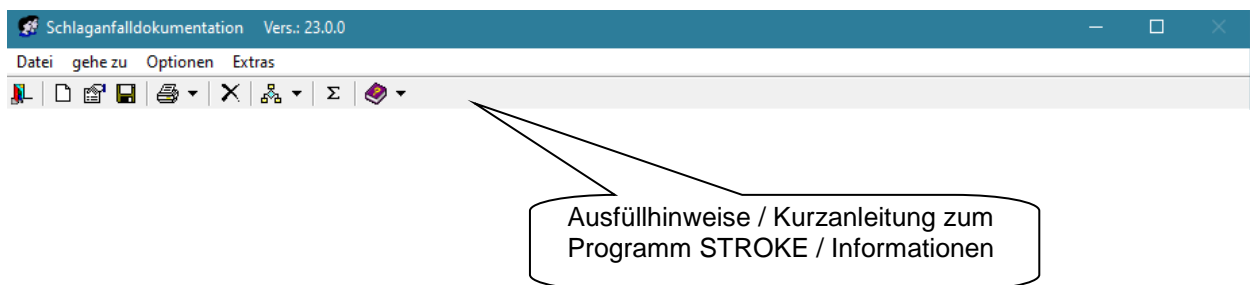 Schlaganfalldokumentation Vers.: 23.0.0
Datei gehe zu Optionen Extras
Σ
Ausfüllhinweise / Kurzanleitung zum
Programm STROKE / Informationen